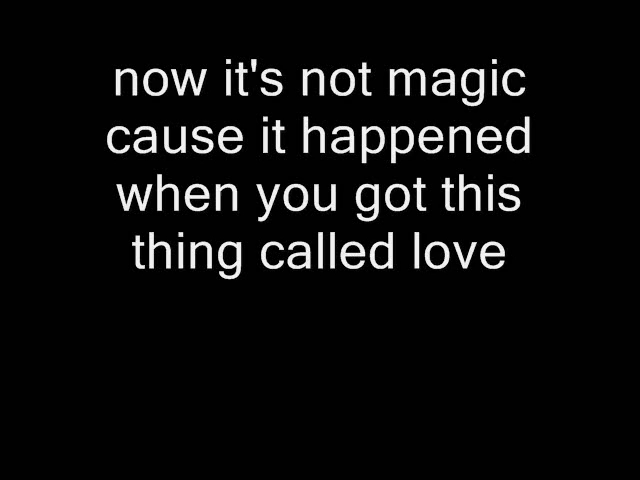 now it's not magic
cause it happened
when you got this
thing called love